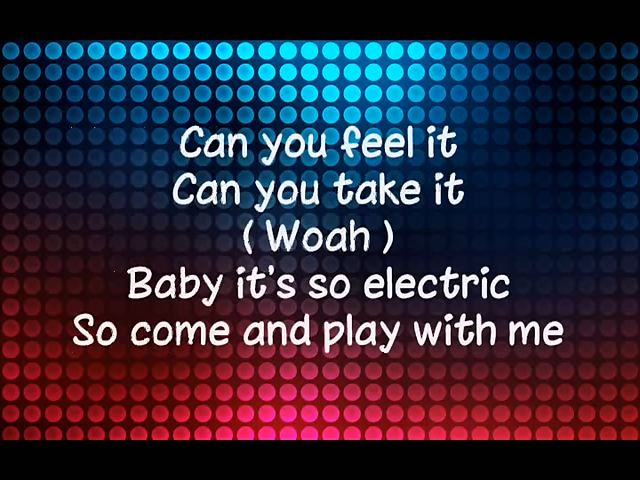 Can you feel it
Can you take it
( Woah )
Baby it's so electric
So come and play with me